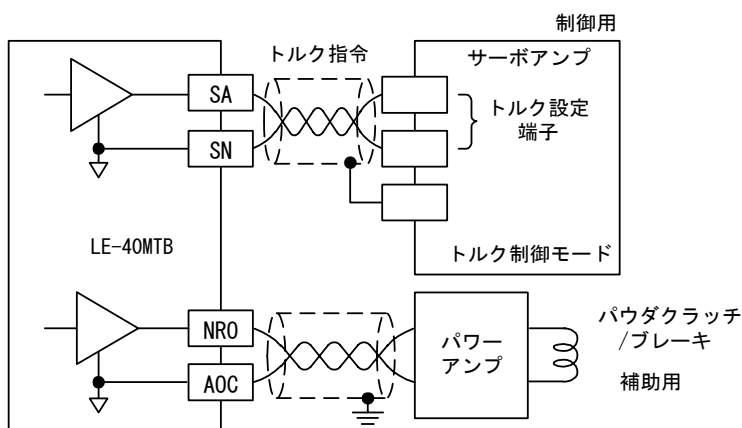 制御用
トルク指令
サーボアンプ
SA
トルク設定
端子
SN
LE-40MTB
トルク制御モード
NRO
パワー
アンプ
パウダクラッチ
/ブレーキ
AOC
補助用